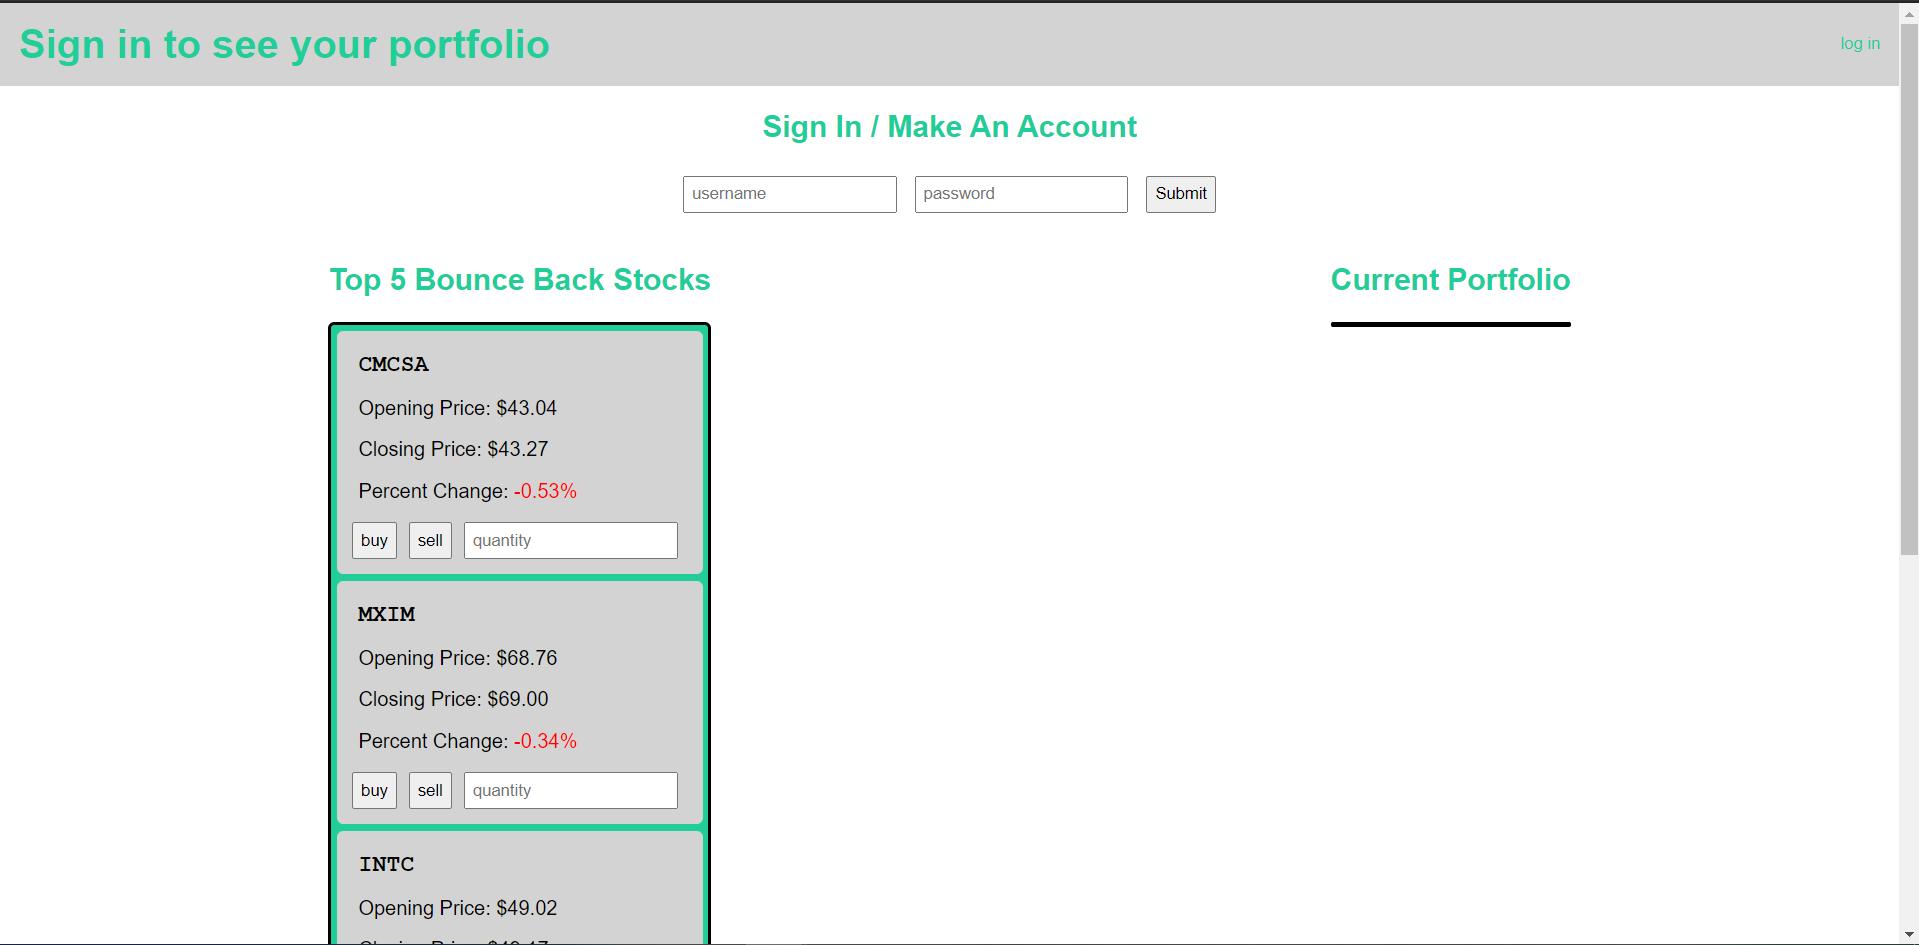 Sign in to see your portfolio
log in
Sign In / Make An Account
username password Submit
Top 5 Bounce Back Stocks
CMCSA
Opening Price: $43.04
Closing Price: $43.27
Percent Change: -0.53%
buy sell quantity
MXIM
Opening Price: $68.76
Closing Price: $69.00
Percent Change: -0.34%
buy sell quantity
INTC
Opening Price: $49.02
Closing Price:
Current Portfolio